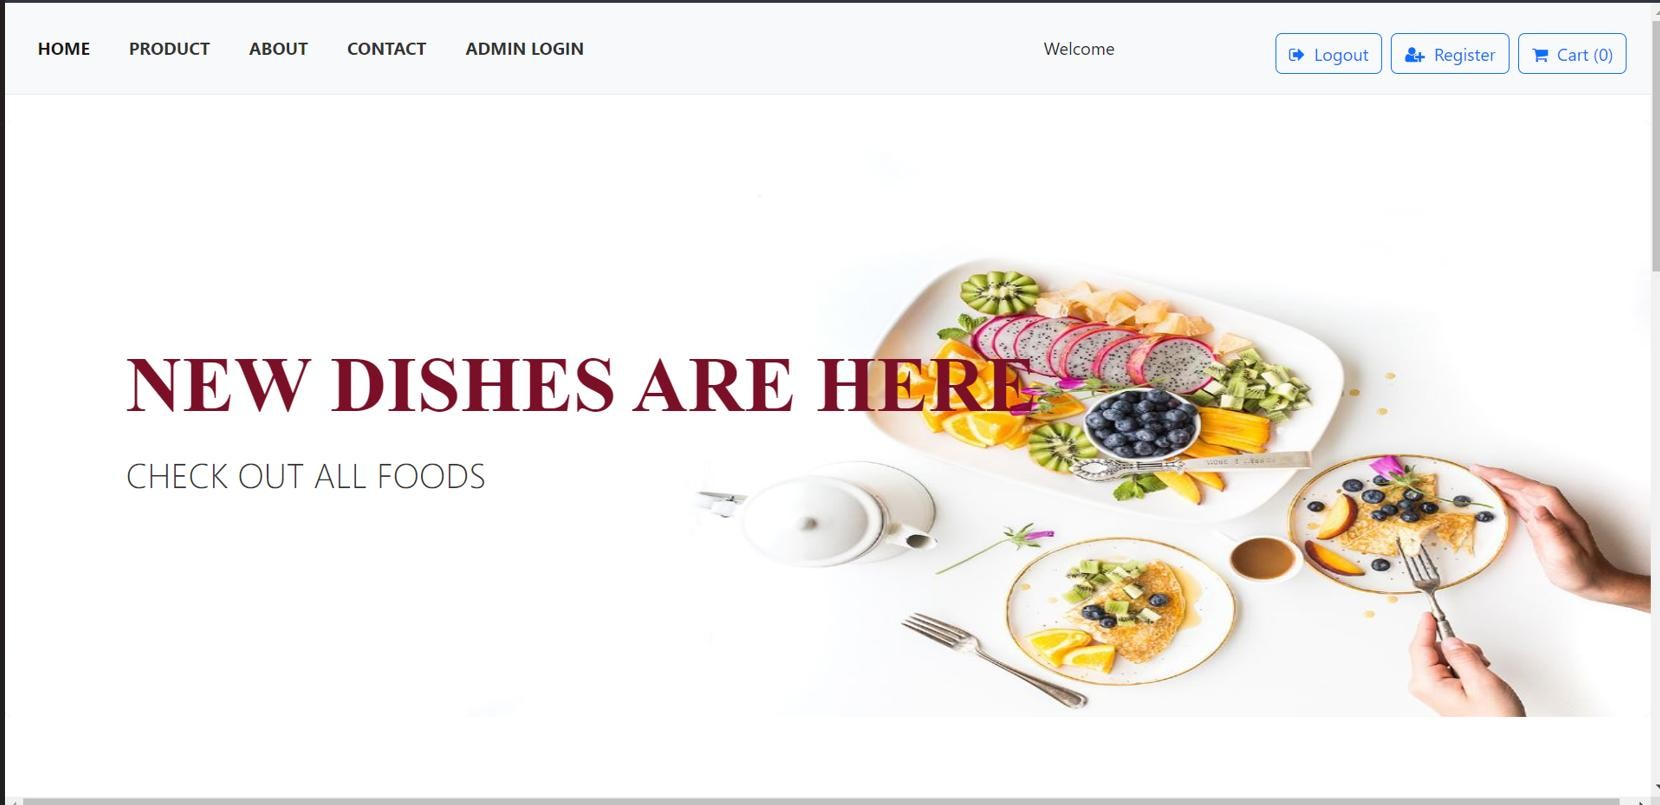 HOME PRODUCT ABOUT CONTACT ADMIN LOGIN Welcome Logout Register Cart (0)
NEW DISHES ARE HERE
CHECK OUT ALL FOODS